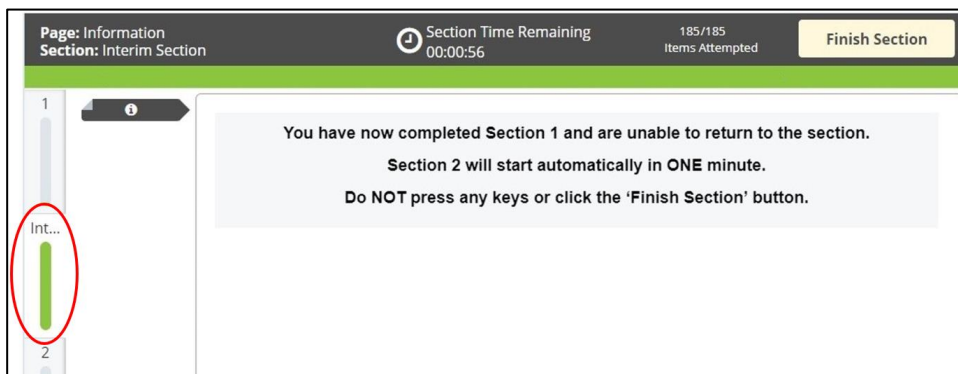 Page: Information
Section: Interim Section
Section Time Remaining
00:00:56
185/185
Items Attempted
Finish Section
1
You have now completed Section 1 and are unable to return to the section.
Section 2 will start automatically in ONE minute.
Do NOT press any keys or click the ‘Finish Section’ button.
Int...
2